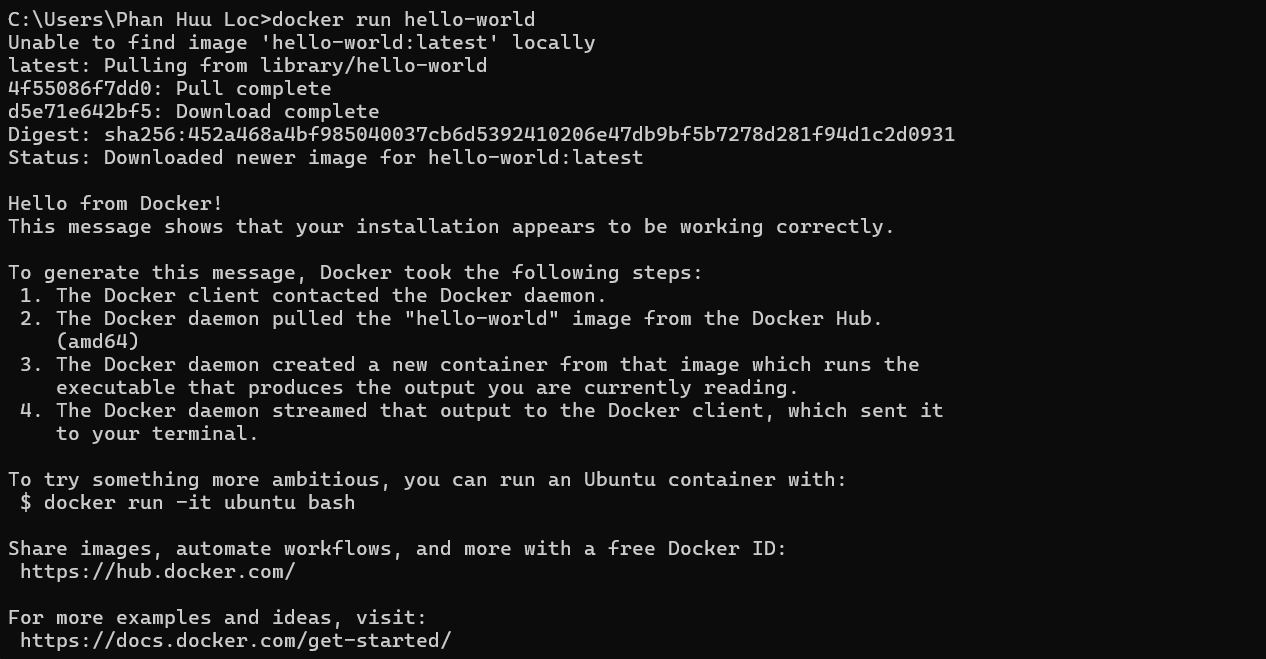 C:\Users\Phan Huu Loc>docker run hello-world
Unable to find image 'hello-world:latest' locally
latest: Pulling from library/hello-world
4f55086f7dd0: Pull complete
d5e71e642bf5: Download complete
Digest: sha256:452a468a4bf985040037cb6d5392410206e47db9bf5b7278d281f94d1c2d0931
Status: Downloaded newer image for hello-world:latest

Hello from Docker!
This message shows that your installation appears to be working correctly.

To generate this message, Docker took the following steps:
 1. The Docker client contacted the Docker daemon.
 2. The Docker daemon pulled the "hello-world" image from the Docker Hub.
    (amd64)
 3. The Docker daemon created a new container from that image which runs the
    executable that produces the output you are currently reading.
 4. The Docker daemon streamed that output to the Docker client, which sent it
    to your terminal.

To try something more ambitious, you can run an Ubuntu container with:
 $ docker run -it ubuntu bash

Share images, automate workflows, and more with a free Docker ID:
 https://hub.docker.com/

For more examples and ideas, visit:
 https://docs.docker.com/get-started/